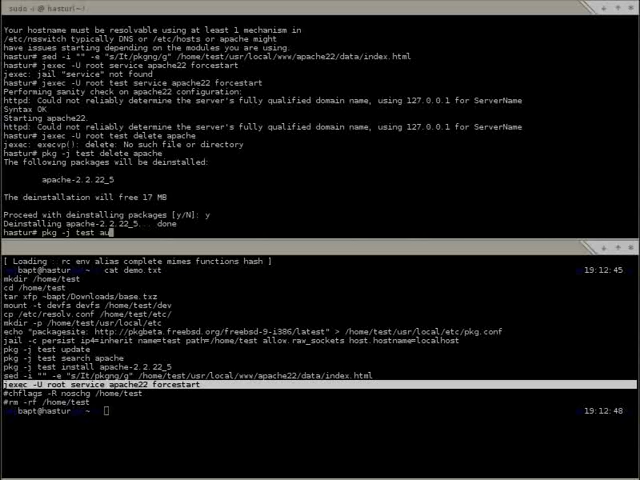 sudo -i @ hasturi ~
Your hostname must be resolvable using at least 1 mechanism in
/etc/nsswitch typically DNS or /etc/hosts or apache might
have issues starting depending on the modules you are using.
hastur# sed -i "" -e "s/It/pkgng/g" /home/test/usr/local/www/apache22/data/index.html
hastur# jexec -U root service apache22 forcestart
jexec: jail "service" not found
hastur# jexec -U root test service apache22 forcestart
Performing sanity check on apache22 configuration:
httpd: Could not reliably determine the server's fully qualified domain name, using 127.0.0.1 for ServerName
Syntax OK
Starting apache22.
httpd: Could not reliably determine the server's fully qualified domain name, using 127.0.0.1 for ServerName
hastur# jexec -U root test delete apache
jexec: execvp(): delete: No such file or directory
hastur# pkg -j test delete apache
The following packages will be deinstalled:
apache-2.2.22_5
The deinstallation will free 17 MB
Proceed with deinstalling packages [y/N]: y
Deinstalling apache-2.2.22_5... done
hastur# pkg -j test au
[ Loading : rc env alias complete mimes functions hash ]
bapt@hastur ~ cat demo.txt 19:12:45
mkdir /home/test
cd /home/test
tar xfp ~bapt/Downloads/base.txz
mount -t devfs devfs /home/test/dev
cp /etc/resolv.conf /home/test/etc/
mkdir -p /home/test/usr/local/etc
echo "packagesite: http://pkgbeta.freebsd.org/freebsd-9-i386/latest" > /home/test/usr/local/etc/pkg.conf
jail -c persist ip4=inherit name=test path=/home/test allow.raw_sockets host.hostname=localhost
pkg -j test update
pkg -j test search apache
pkg -j test install apache-2.2.22_5
sed -i "" -e "s/It/pkgng/g" /home/test/usr/local/www/apache22/data/index.html
jexec -U root service apache22 forcestart
#chflags -R noschg /home/test
#rm -rf /home/test
bapt@hastur ~ 19:12:48